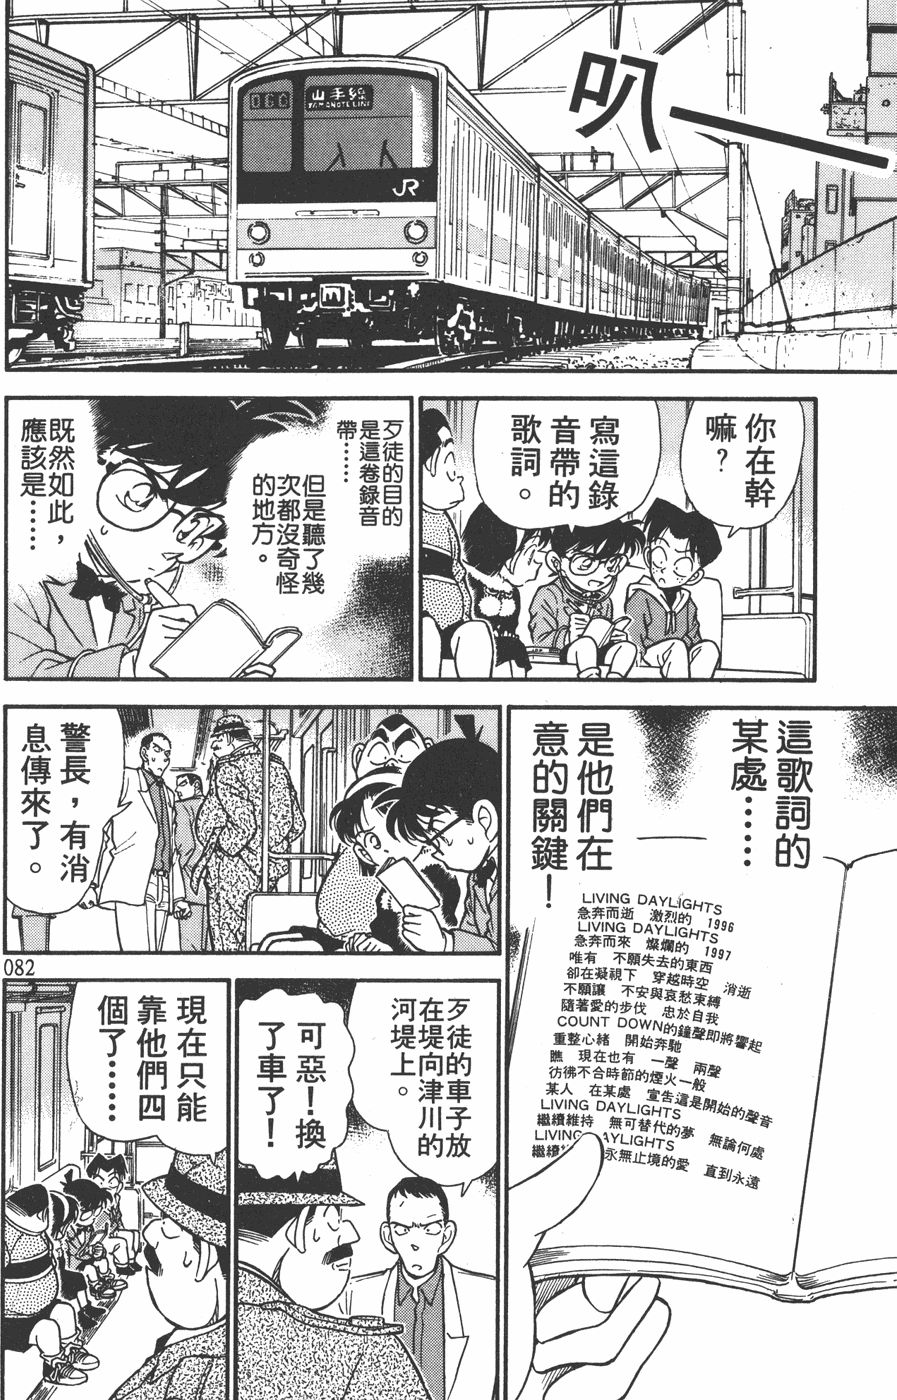 叭
山手線
YAMANOTE LINE
JR
你在幹
嘛？
寫這錄
音帶的
歌詞。
歹徒的目的
是這卷錄音
帶……
但是聽了幾
次都沒奇怪
的地方。
既然如此，
應該是……
這歌詞的
某處……
是他們在
意的關鍵！
LIVING DAYLIGHTS
急奔而逝 激烈的 1996
LIVING DAYLIGHTS
急奔而來 燦爛的 1997
唯有 不願失去的東西
卻在凝視下 穿越時空 消逝
不願讓 不安與哀愁束縛
隨著愛的步伐 忠於自我
COUNT DOWN的鐘聲即將響起
重整心緒 開始奔馳
瞧 現在也有 一聲 兩聲
彷彿不合時節的煙火一般
某人 在某處 宣告這是開始的聲音
LIVING DAYLIGHTS
繼續維持 無可替代的夢 無論何處
LIVING DAYLIGHTS
繼續 永無止境的愛 直到永遠
警長，有消
息傳來了。
歹徒的車子放
在堤向津川的
河堤上。
可惡！換
了車了！
現在只能
靠他們四
個了……
082